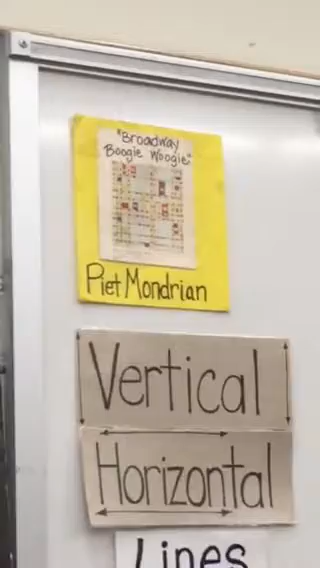 "Broadway
Boogie Woogie"
Piet Mondrian
Vertical
Horizontal
Lines